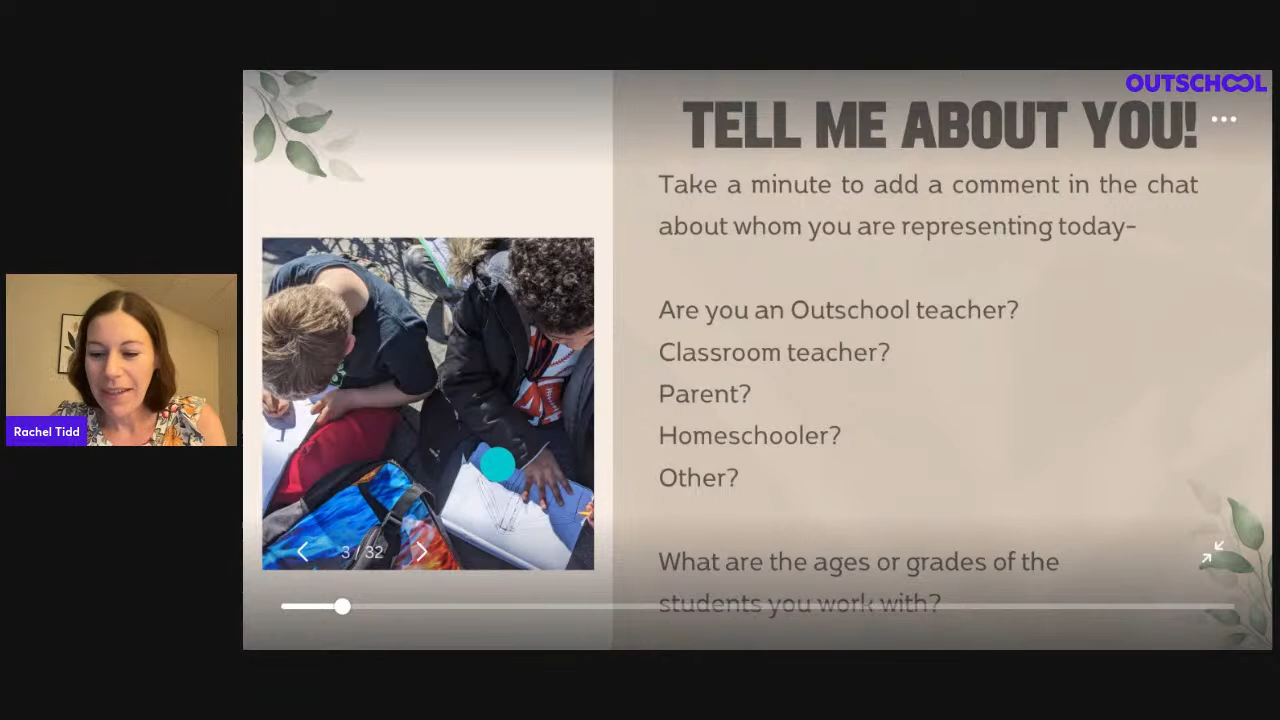 OUTSCHOOL
TELL ME ABOUT YOU!
Take a minute to add a comment in the chat
about whom you are representing today-
Are you an Outschool teacher?
Classroom teacher?
Parent?
Homeschooler?
Other?
What are the ages or grades of the
students you work with?
3 / 32
Rachel Tidd